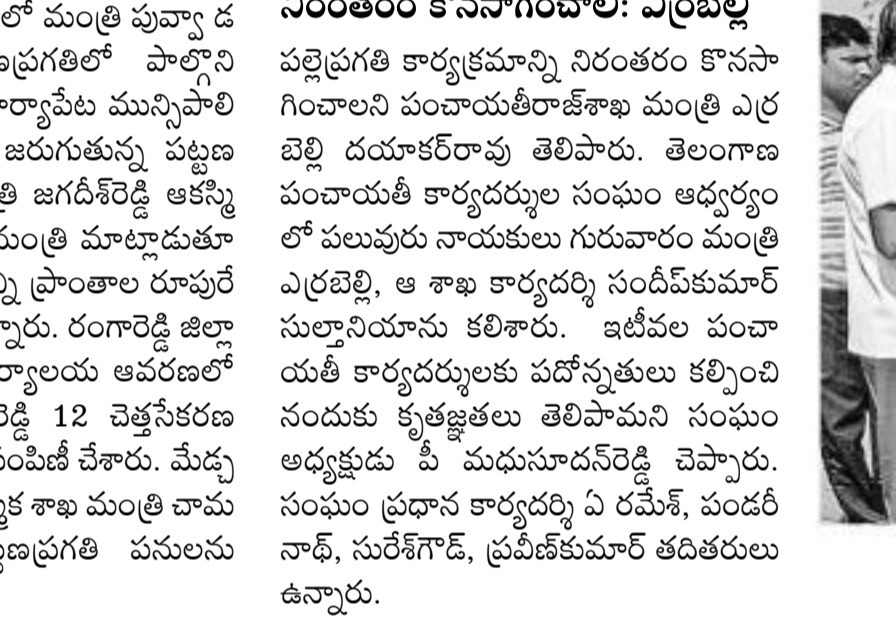 లో మంత్రి పువ్వా డ
ణప్రగతిలో పాల్గొని
ార్యాపేట మున్సిపాలి
జరుగుతున్న పట్టణ
త్రి జగదీశ్‌రెడ్డి ఆకస్మి
మంత్రి మాట్లాడుతూ
న్ని ప్రాంతాల రూపురే
్నారు. రంగారెడ్డి జిల్లా
ర్యాలయ ఆవరణలో
రెడ్డి 12 చెత్తసేకరణ
ంపిణీ చేశారు. మేడ్చ
్మిక శాఖ మంత్రి చామ
్టణప్రగతి పనులను
నిరంతరం కొనసాగించాలి: ఎర్రబెల్లి
పల్లెప్రగతి కార్యక్రమాన్ని నిరంతరం కొనసా
గించాలని పంచాయతీరాజ్‌శాఖ మంత్రి ఎర్ర
బెల్లి దయాకర్‌రావు తెలిపారు. తెలంగాణ
పంచాయతీ కార్యదర్శుల సంఘం ఆధ్వర్యం
లో పలువురు నాయకులు గురువారం మంత్రి
ఎర్రబెల్లి, ఆ శాఖ కార్యదర్శి సందీప్‌కుమార్
సుల్తానియాను కలిశారు. ఇటీవల పంచా
యతీ కార్యదర్శులకు పదోన్నతులు కల్పించి
నందుకు కృతజ్ఞతలు తెలిపామని సంఘం
అధ్యక్షుడు పీ మధుసూదన్‌రెడ్డి చెప్పారు.
సంఘం ప్రధాన కార్యదర్శి ఏ రమేశ్, పండరీ
నాథ్, సురేశ్‌గౌడ్, ప్రవీణ్‌కుమార్ తదితరులు
ఉన్నారు.